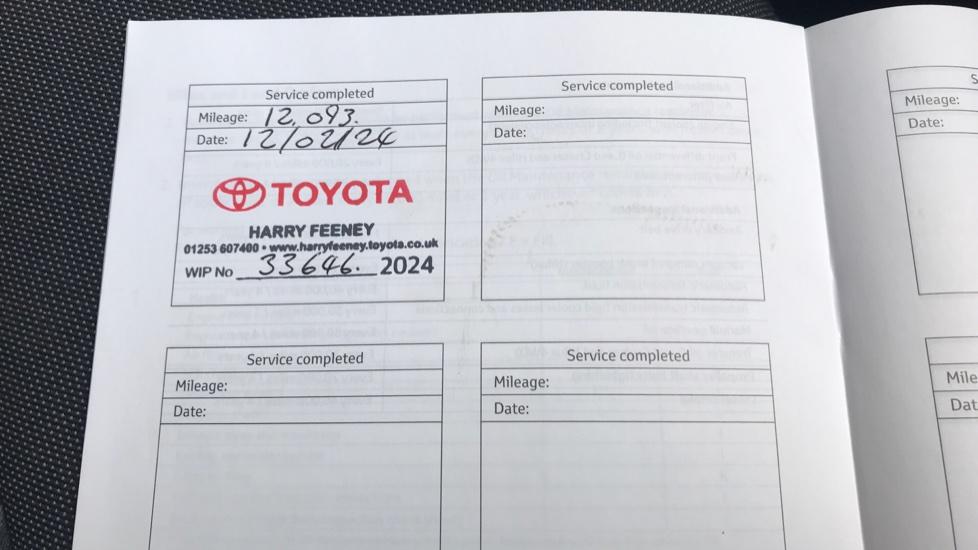 Service completed
Mileage: 12,093.
Date: 12/02/24
TOYOTA
HARRY FEENEY
01253 607400 • www.harryfeeney.toyota.co.uk
WIP No 33646. 2024
Service completed
Mileage:
Date:
Service completed
Mileage:
Date:
Service completed
Mileage:
Date:
S
Mileage:
Date:
Mile
Dat